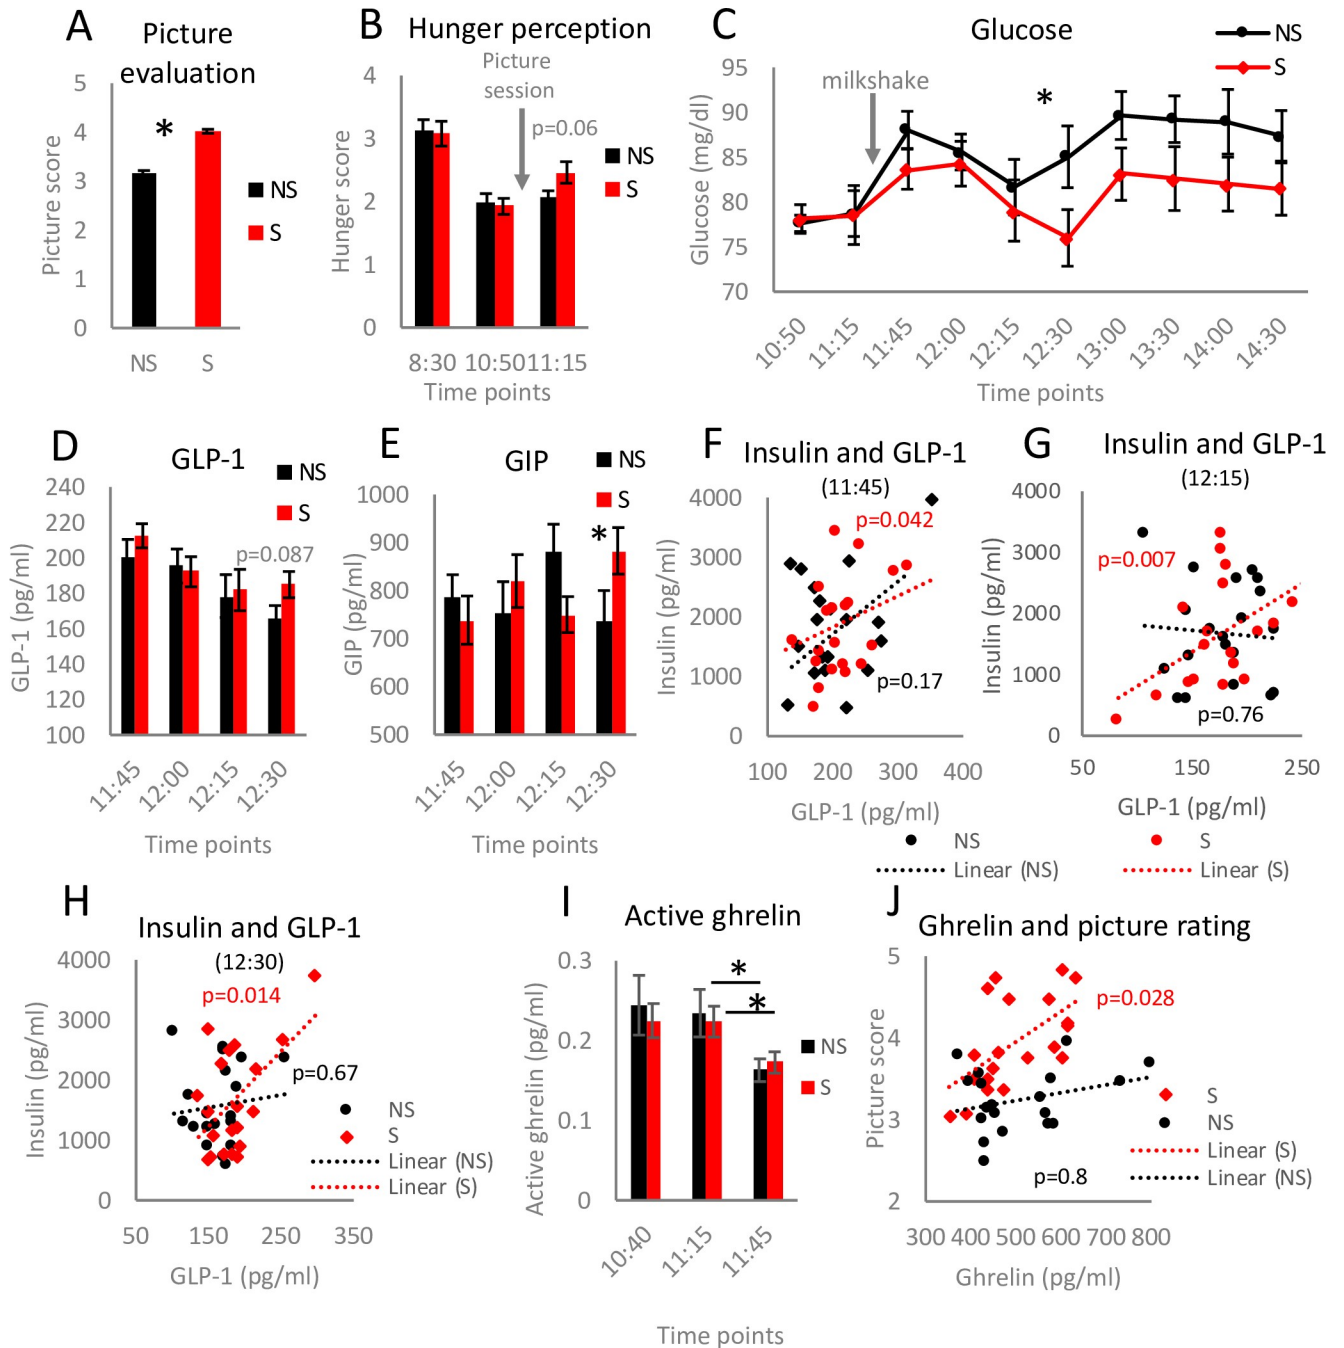 A
Picture
evaluation
5
4
3
2
1
0
Picture score
*
NS
S
NS
S
B
Hunger perception
Picture
session
p=0.06
4
3
2
1
0
Hunger score
NS
S
8:30 10:50 11:15
Time points
C
Glucose
NS
S
milkshake
*
95
90
85
80
75
70
Glucose (mg/dl)
10:50 11:15 11:45 12:00 12:15 12:30 13:00 13:30 14:00 14:30
Time points
D
GLP-1
NS
S
p=0.087
240
220
200
180
160
140
120
100
GLP-1 (pg/ml)
11:45 12:00 12:15 12:30
Time points
E
GIP
NS
S
*
1000
900
800
700
600
500
GIP (pg/ml)
11:45 12:00 12:15 12:30
Time points
F
Insulin and GLP-1
(11:45)
p=0.042
p=0.17
4000
3000
2000
1000
0
Insulin (pg/ml)
100 200 300 400
GLP-1 (pg/ml)
G
Insulin and GLP-1
(12:15)
p=0.007
p=0.76
4000
3000
2000
1000
0
Insulin (pg/ml)
50 150 250
GLP-1 (pg/ml)
NS
S
Linear (NS)
Linear (S)
H
Insulin and GLP-1
(12:30)
p=0.014
p=0.67
4000
3000
2000
1000
0
Insulin (pg/ml)
NS
S
Linear (NS)
Linear (S)
50 150 250 350
GLP-1 (pg/ml)
I
Active ghrelin
*
*
0.3
0.2
0.1
0
Active ghrelin (pg/ml)
NS
S
10:40 11:15 11:45
Time points
J
Ghrelin and picture rating
p=0.028
p=0.8
5
4
3
2
Picture score
S
NS
Linear (S)
Linear (NS)
300 400 500 600 700 800
Ghrelin (pg/ml)